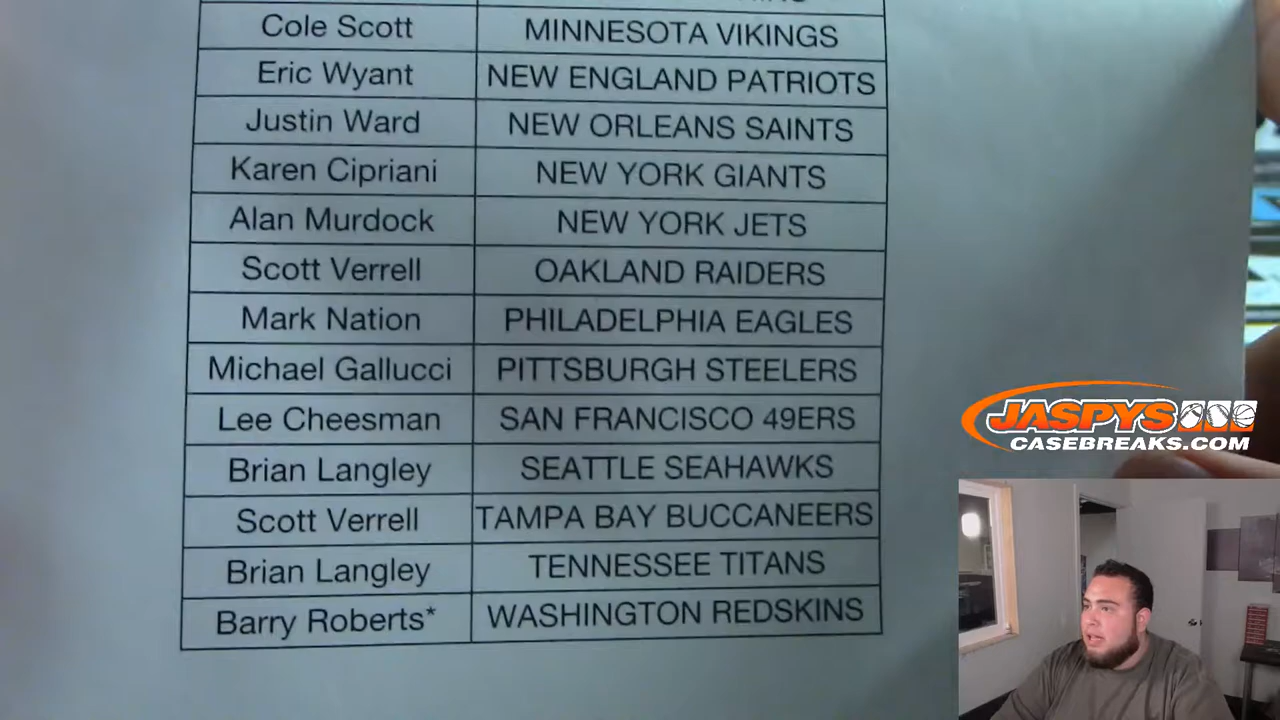 Cole Scott MINNESOTA VIKINGS
Eric Wyant NEW ENGLAND PATRIOTS
Justin Ward NEW ORLEANS SAINTS
Karen Cipriani NEW YORK GIANTS
Alan Murdock NEW YORK JETS
Scott Verrell OAKLAND RAIDERS
Mark Nation PHILADELPHIA EAGLES
Michael Gallucci PITTSBURGH STEELERS
Lee Cheesman SAN FRANCISCO 49ERS
Brian Langley SEATTLE SEAHAWKS
Scott Verrell TAMPA BAY BUCCANEERS
Brian Langley TENNESSEE TITANS
Barry Roberts* WASHINGTON REDSKINS
JASPYS
CASEBREAKS.COM